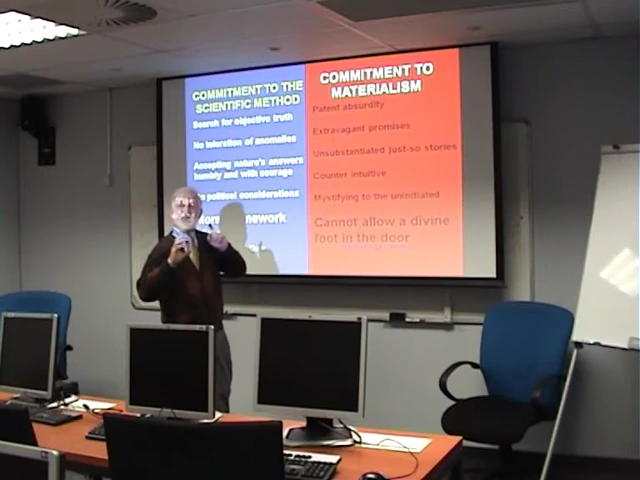 COMMITMENT TO THE
SCIENTIFIC METHOD
Search for objective truth
No toleration of anomalies
Accepting nature's answers
humbly and with courage
political considerations
COMMITMENT TO
MATERIALISM
Patent absurdity
Extravagant promises
Unsubstantiated just-so stories
Counter intuitive
Mystifying to the uninitiated
Cannot allow a divine
foot in the door